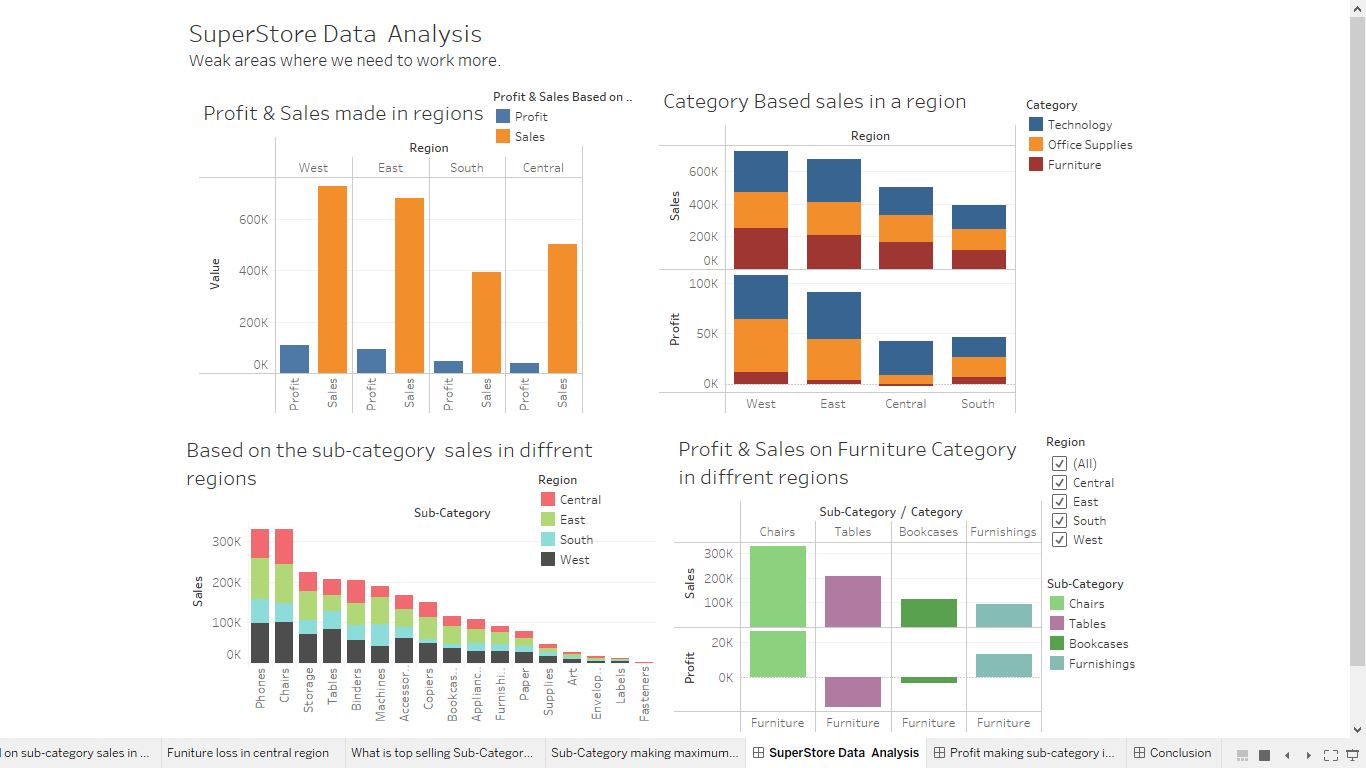 SuperStore Data  Analysis
Weak areas where we need to work more.
Profit & Sales made in regions
Profit & Sales Based on ..
Profit
Sales
Region
West East South Central
600K
400K
200K
0K
Value
Profit Sales Profit Sales Profit Sales Profit Sales
Category Based sales in a region
Category
Technology
Office Supplies
Furniture
Region
600K
400K
200K
0K
Sales
100K
50K
0K
Profit
West East Central South
Based on the sub-category  sales in diffrent
regions
Region
Central
East
South
West
Sub-Category
300K
200K
100K
0K
Sales
Phones Chairs Storage Tables Binders Machines Accessor.. Copiers Bookcas.. Applianc.. Furnishi.. Paper Supplies Art Envelop.. Labels Fasteners
Profit & Sales on Furniture Category
in diffrent regions
Sub-Category / Category
Chairs Tables Bookcases Furnishings
300K
200K
100K
Sales
20K
0K
Profit
Furniture Furniture Furniture Furniture
Region
(All)
Central
East
South
West
Sub-Category
Chairs
Tables
Bookcases
Furnishings
on sub-category sales in ... Funiture loss in central region What is top selling Sub-Categor... Sub-Category making maximum... SuperStore Data  Analysis Profit making sub-category i... Conclusion